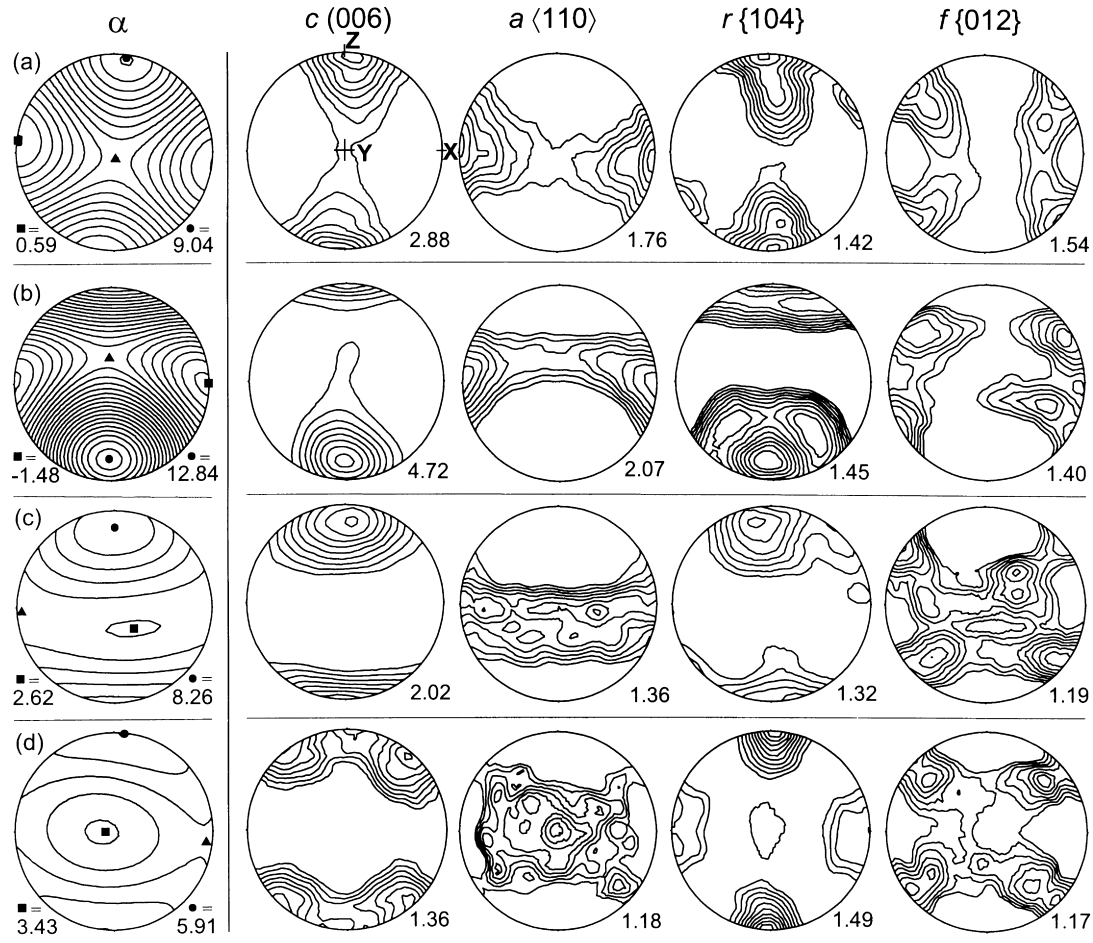 α c (006) a ⟨110⟩ r {104} f {012}
(a) Z
Y X
■ = ● =
0.59 9.04 2.88 1.76 1.42 1.54
(b)
■ = ● =
-1.48 12.84 4.72 2.07 1.45 1.40
(c)
■ = ● =
2.62 8.26 2.02 1.36 1.32 1.19
(d)
■ = ● =
3.43 5.91 1.36 1.18 1.49 1.17